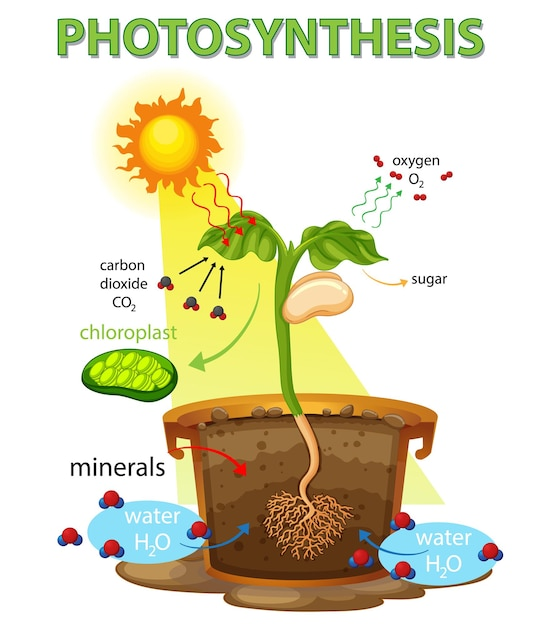 PHOTOSYNTHESIS
oxygen
O₂
carbon
dioxide
CO₂
sugar
chloroplast
minerals
water
H₂O
water
H₂O